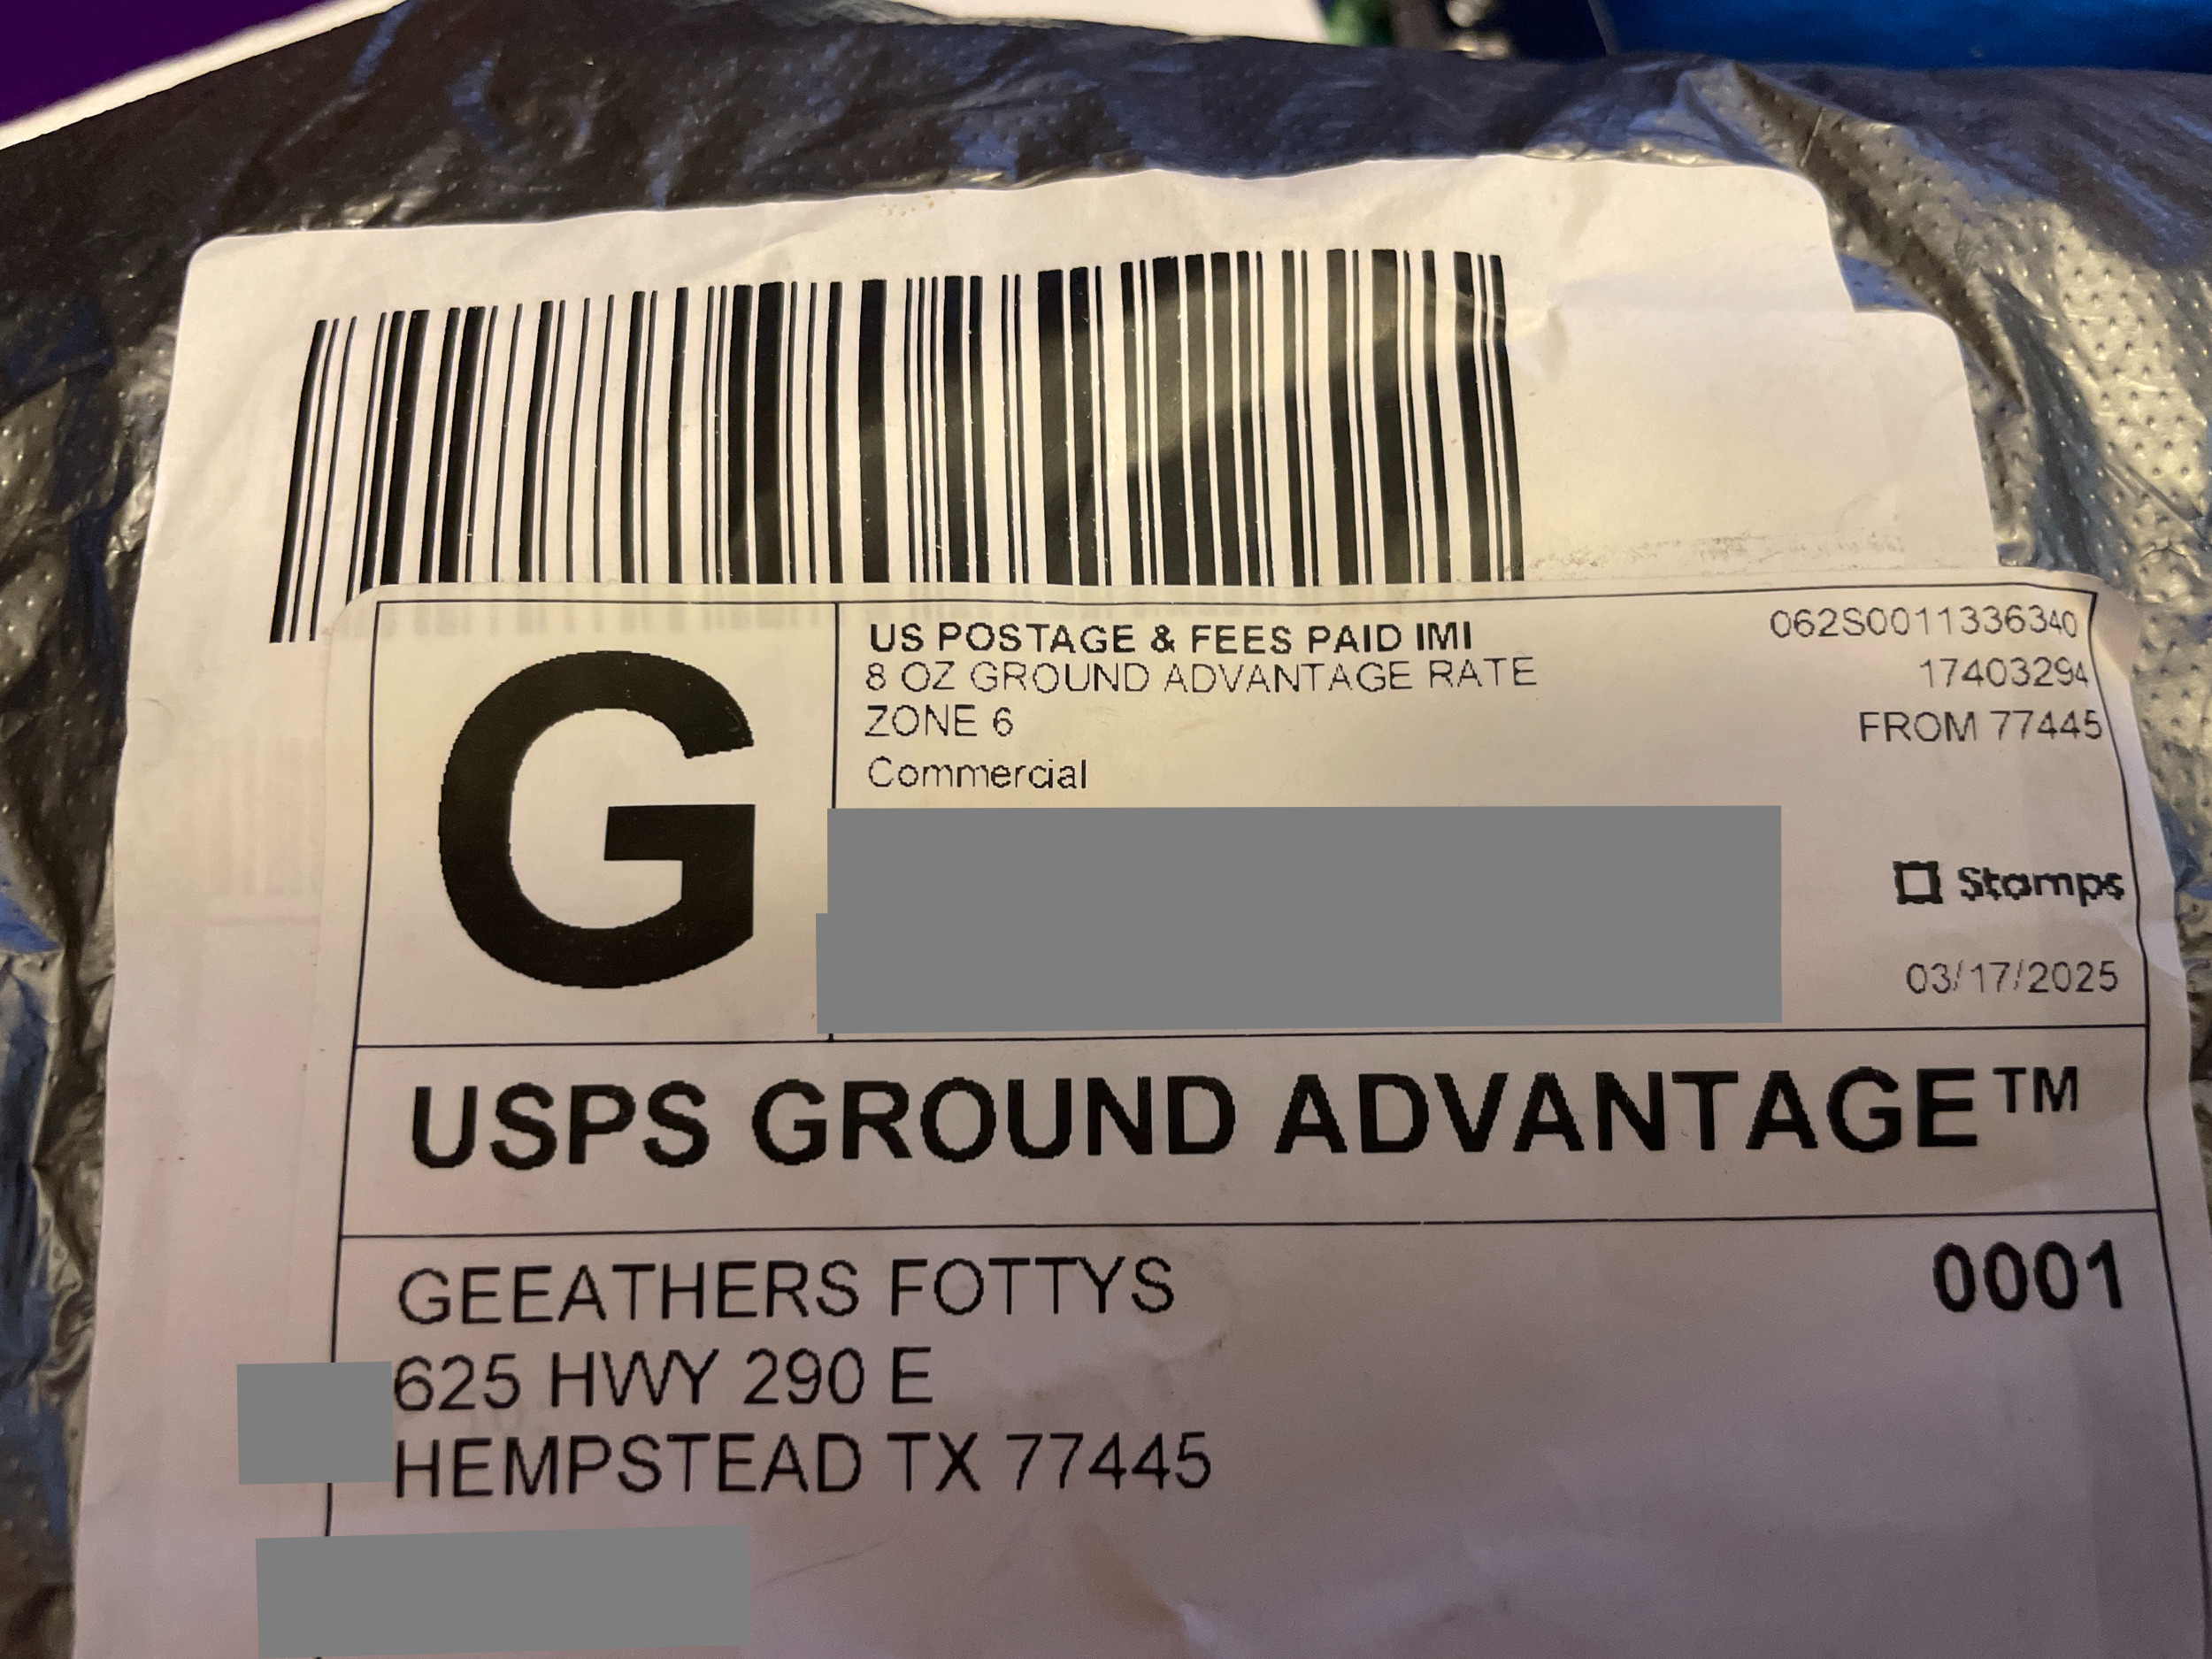 G
US POSTAGE & FEES PAID IMI
8 OZ GROUND ADVANTAGE RATE
ZONE 6
Commercial
062S0011336340
17403294
FROM 77445
Stamps
03/17/2025
USPS GROUND ADVANTAGE™
GEEATHERS FOTTYS
0001
625 HWY 290 E
HEMPSTEAD TX 77445